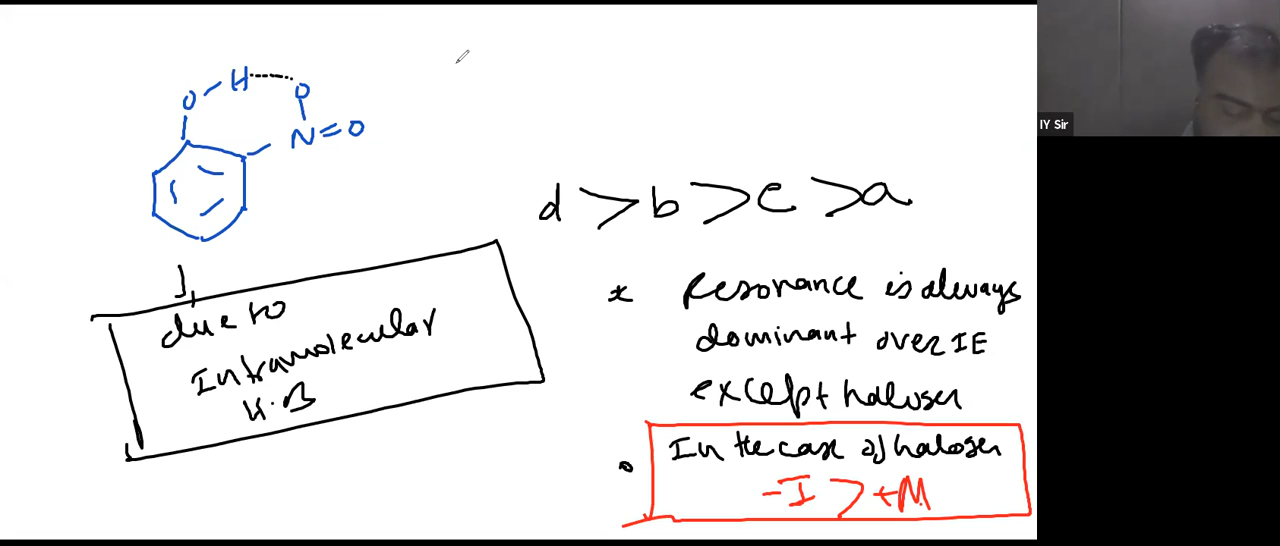 O - H
O
N = O
IY Sir
d > b > c > a
due to
Intramolecular
H.B
* Resonance is always
dominant over IE
except halogen
In the case of halogen
-I > +M